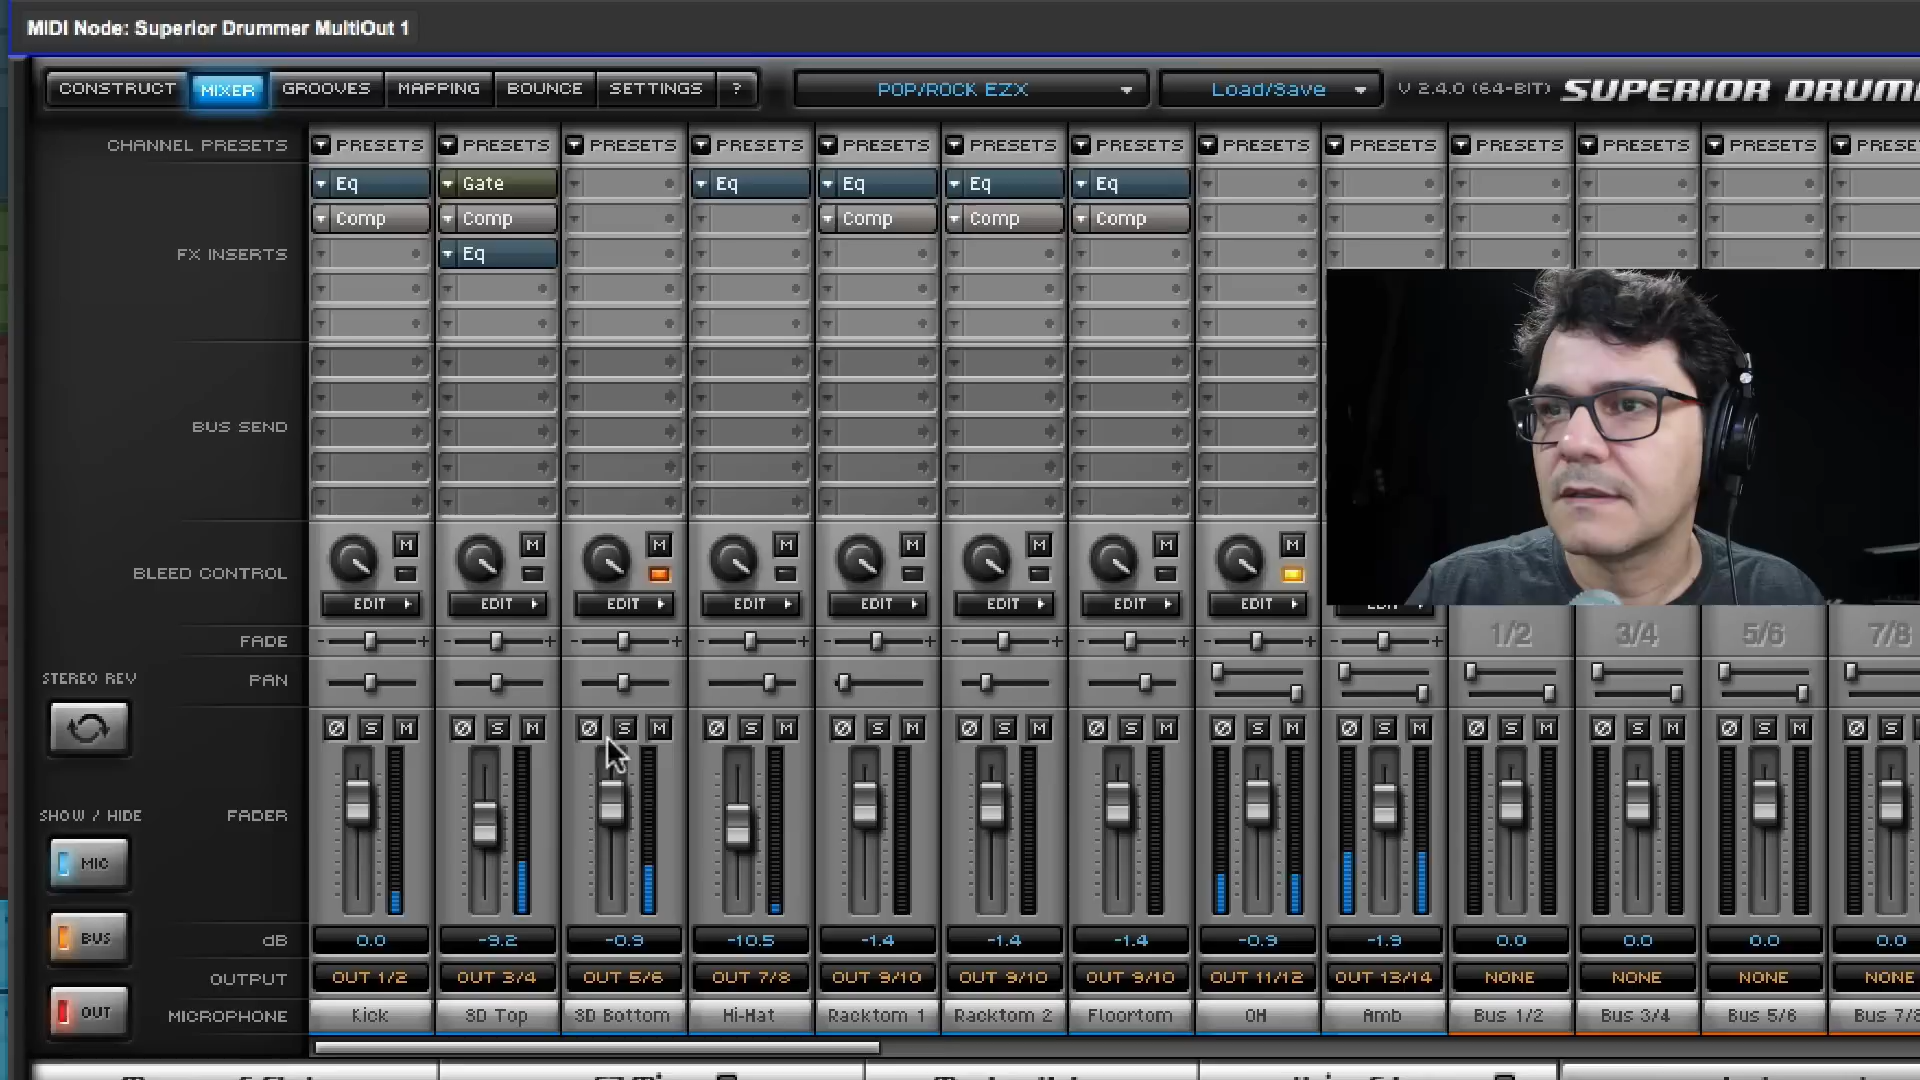 MIDI Node: Superior Drummer MultiOut 1
CONSTRUCT MIXER GROOVES MAPPING BOUNCE SETTINGS ? POP/ROCK EZX Load/Save V 2.4.0 (64-BIT) SUPERIOR DRUM
CHANNEL PRESETS PRESETS PRESETS PRESETS PRESETS PRESETS PRESETS PRESETS PRESETS PRESETS PRESETS PRESETS PRESETS PRESE
Eq Gate Eq Eq Eq Eq
Comp Comp Comp Comp Comp
FX INSERTS Eq
BUS SEND
M M M M M M M M
BLEED CONTROL
EDIT EDIT EDIT EDIT EDIT EDIT EDIT EDIT
FADE - + - + - + - + - + - + - + - + - + 1/2 3/4 5/6 7/8
STEREO REV PAN
S M S M S M S M S M S M S M S M S M S M S M S M S
SHOW / HIDE FADER
MIC
BUS dB 0.0 -9.2 -0.9 -10.5 -1.4 -1.4 -1.4 -0.9 -1.9 0.0 0.0 0.0 0.0
OUTPUT OUT 1/2 OUT 3/4 OUT 5/6 OUT 7/8 OUT 9/10 OUT 9/10 OUT 9/10 OUT 11/12 OUT 13/14 NONE NONE NONE NONE
OUT MICROPHONE Kick SD Top SD Bottom Hi-Hat Racktom 1 Racktom 2 Floortom OH Amb Bus 1/2 Bus 3/4 Bus 5/6 Bus 7/8